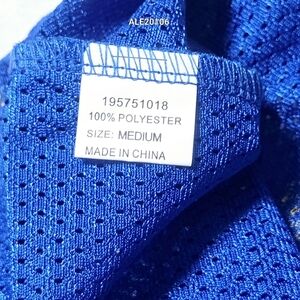 ALE20106
195751018
100% POLYESTER
SIZE: MEDIUM
MADE IN CHINA